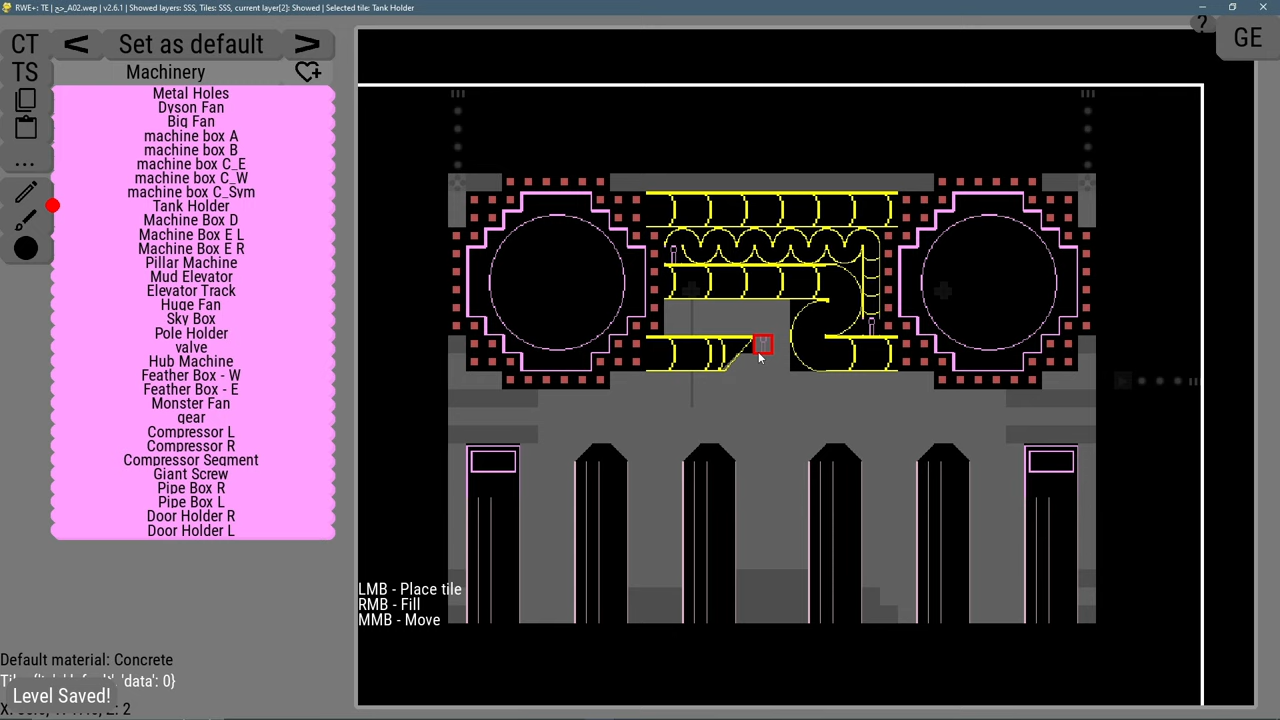 RWE+: TE | حج_A02.wep | v2.6.1 | Showed layers: SSS, Tiles: SSS, current layer[2]: Showed | Selected tile: Tank Holder
?
CT < Set as default > GE
TS Machinery
Metal Holes
Dyson Fan
Big Fan
machine box A
machine box B
machine box C_E
machine box C_W
machine box C_Sym
Tank Holder
Machine Box D
Machine Box E L
Machine Box E R
Pillar Machine
Mud Elevator
Elevator Track
Huge Fan
Sky Box
Pole Holder
valve
Hub Machine
Feather Box - W
Feather Box - E
Monster Fan
gear
Compressor L
Compressor R
Compressor Segment
Giant Screw
Pipe Box R
Pipe Box L
Door Holder R
Door Holder L
LMB - Place tile
RMB - Fill
MMB - Move
Default material: Concrete
'data': 0}
Level Saved!